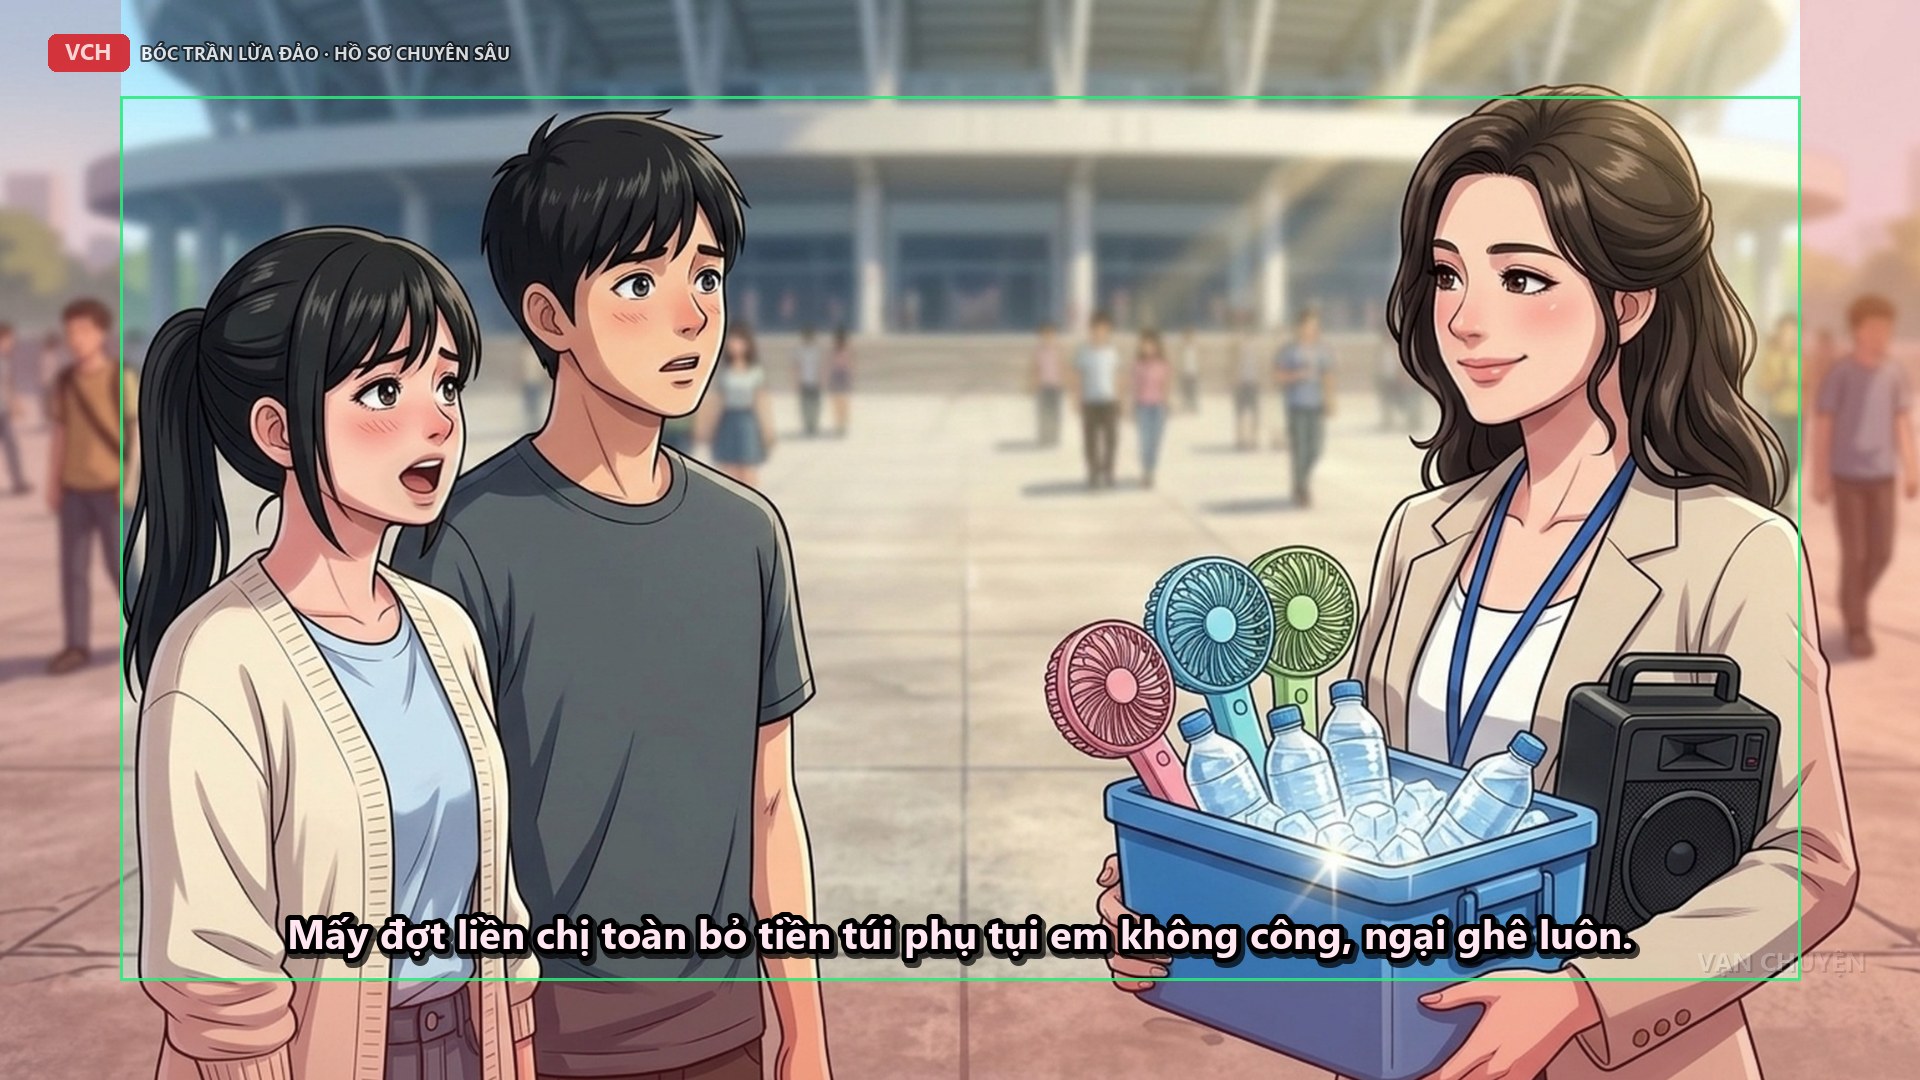 VCH BÓC TRẦN LỪA ĐẢO · HỒ SƠ CHUYÊN SÂU
Mấy đợt liền chị toàn bỏ tiền túi phụ tụi em không công, ngại ghê luôn.
VẠN CHUYỆN